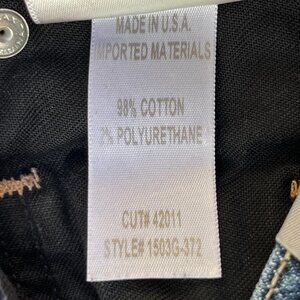 MADE IN U.S.A.
IMPORTED MATERIALS
98% COTTON
2% POLYURETHANE
CUT# 42011
STYLE# 1503G-372